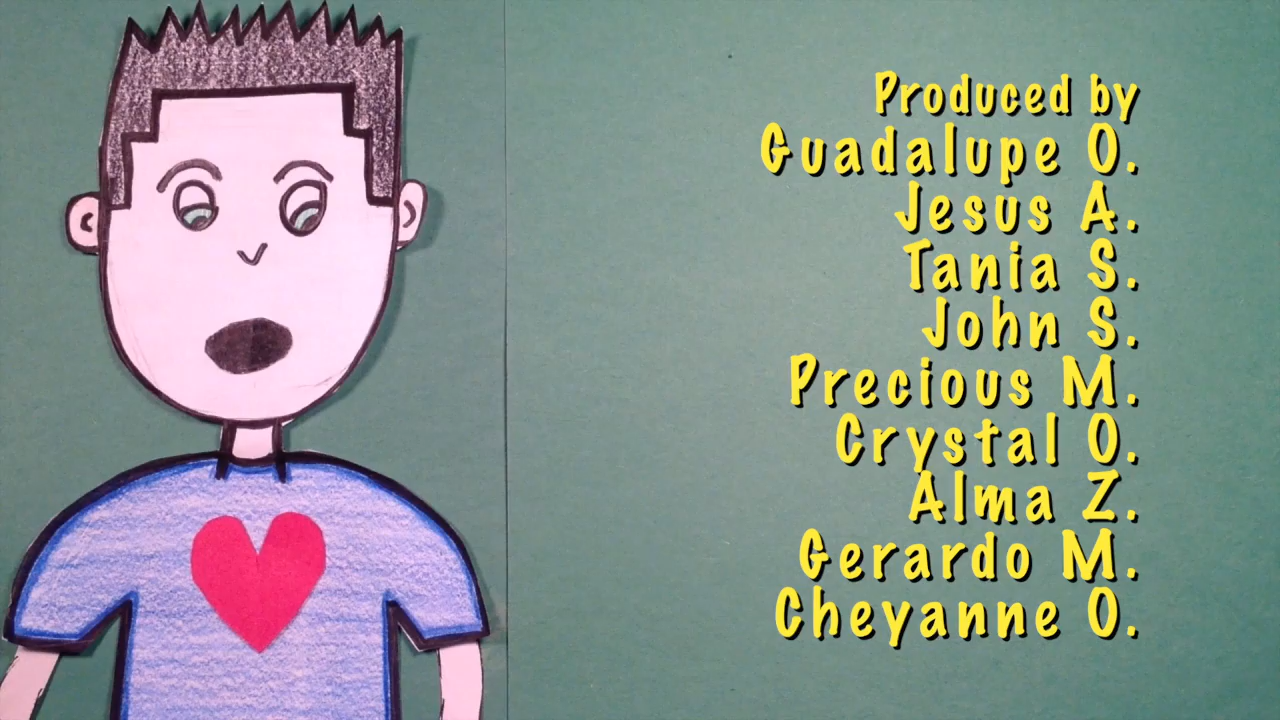 Produced by
Guadalupe O.
Jesus A.
Tania S.
John S.
Precious M.
Crystal O.
Alma Z.
Gerardo M.
Cheyanne O.